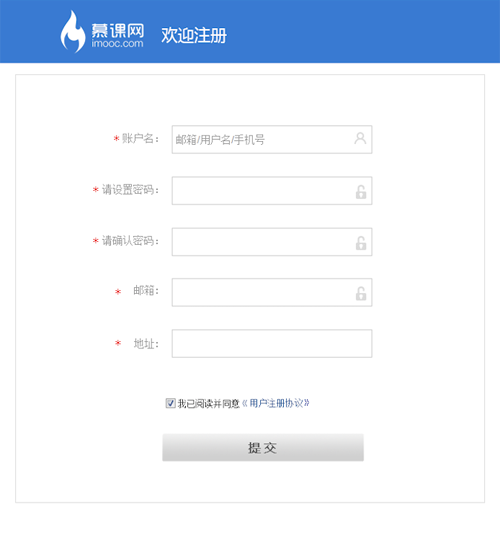 慕课网
imooc.com
欢迎注册
* 账户名: 邮箱/用户名/手机号
* 请设置密码:
* 请确认密码:
* 邮箱:
* 地址:
我已阅读并同意《用户注册协议》
提交